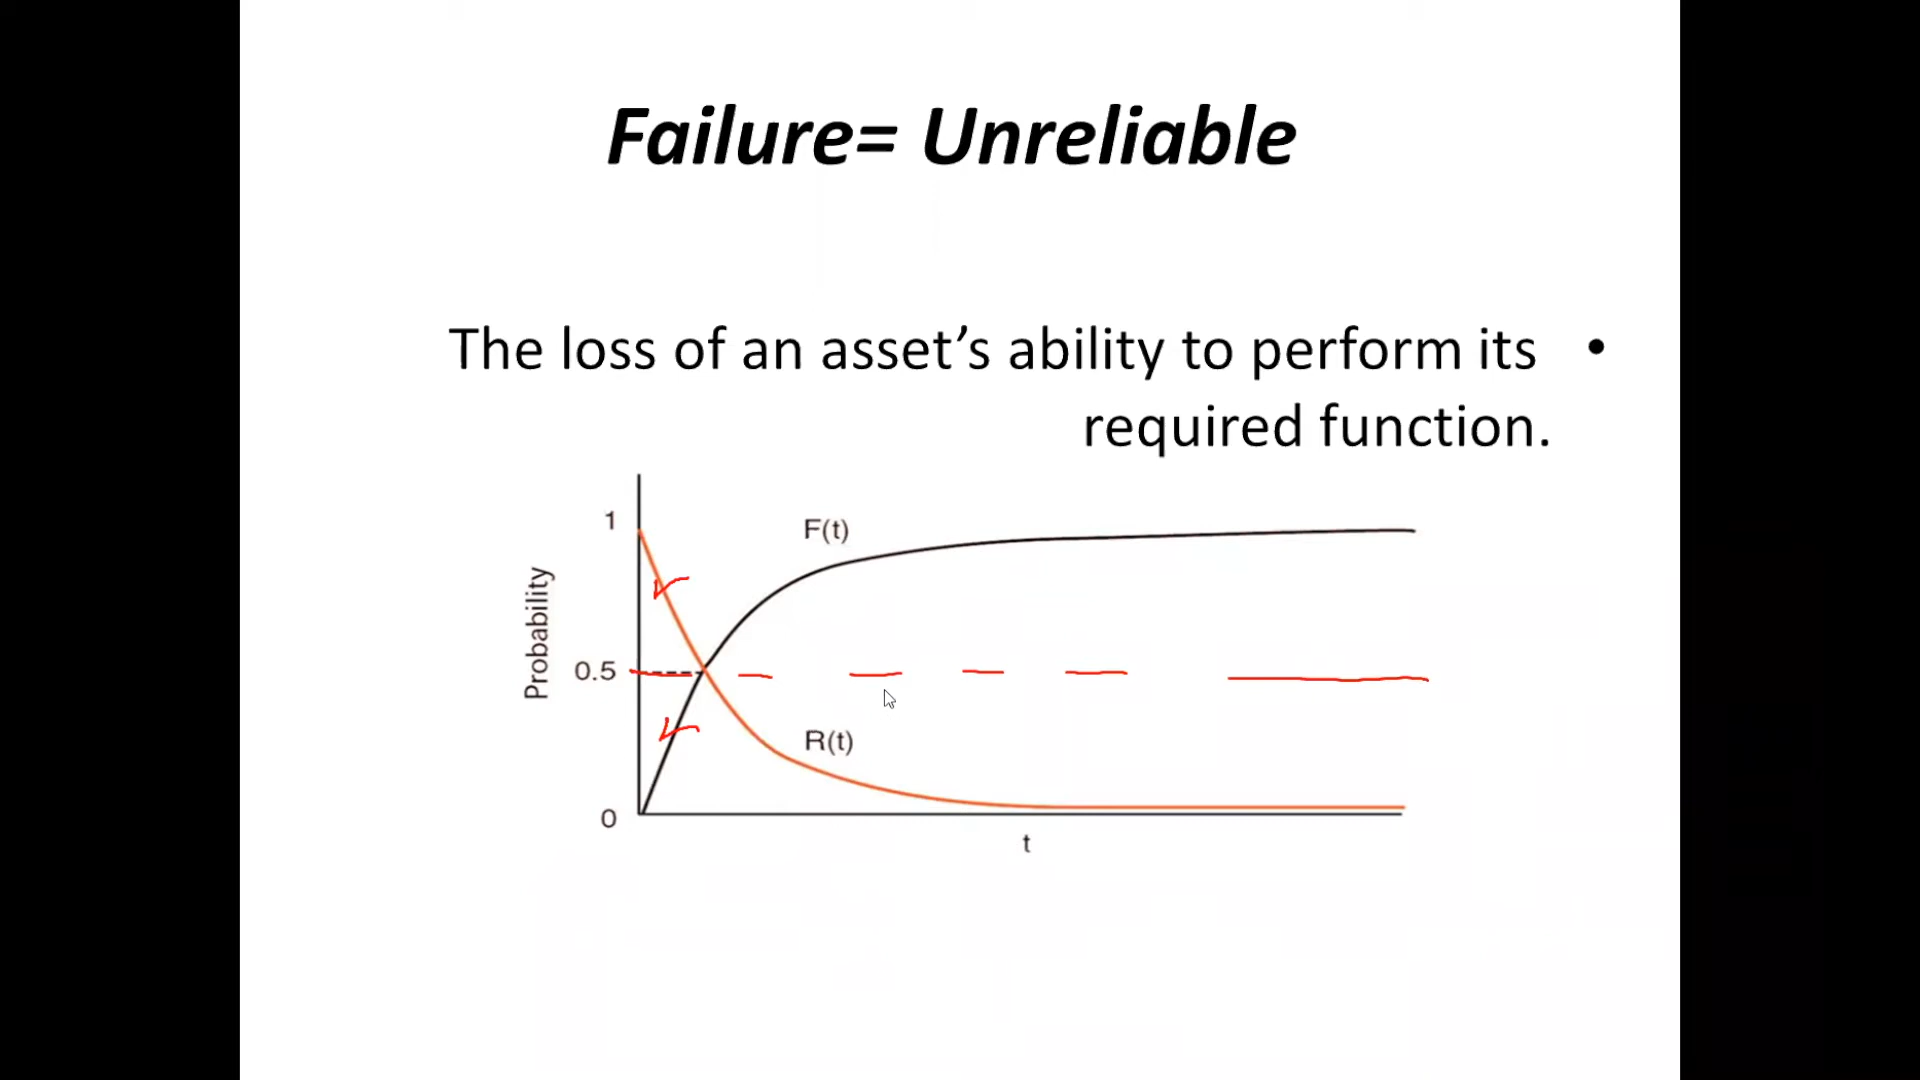 Failure= Unreliable
The loss of an asset’s ability to perform its •
required function.
1
F(t)
Probability
0.5
R(t)
0
t